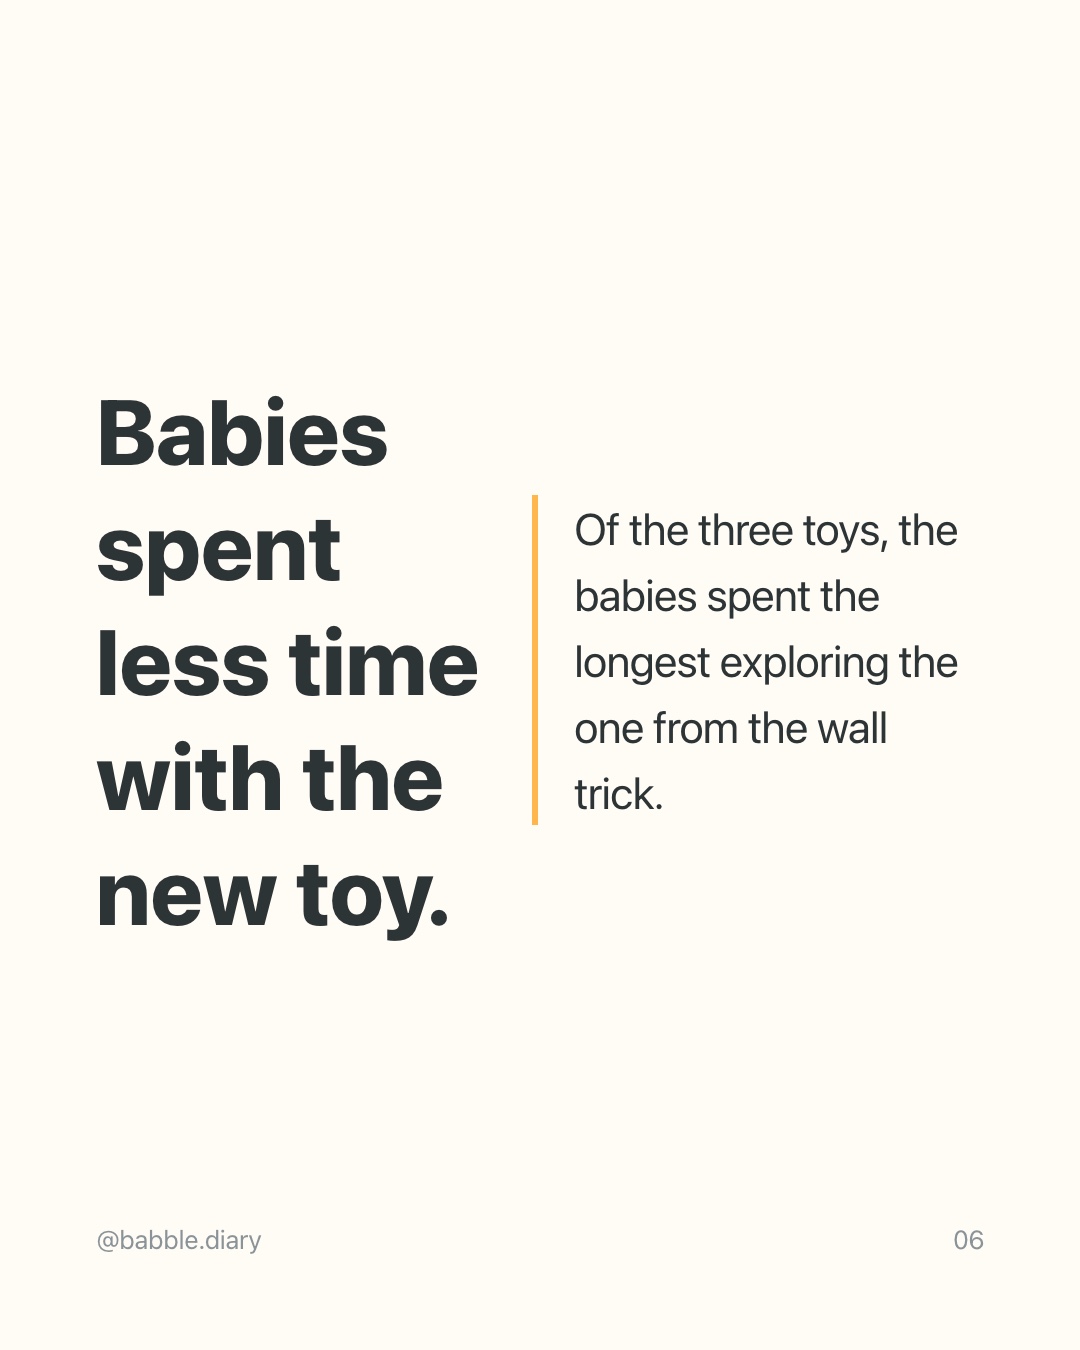 Babies
spent
less time
with the
new toy.
Of the three toys, the
babies spent the
longest exploring the
one from the wall
trick.
@babble.diary
06